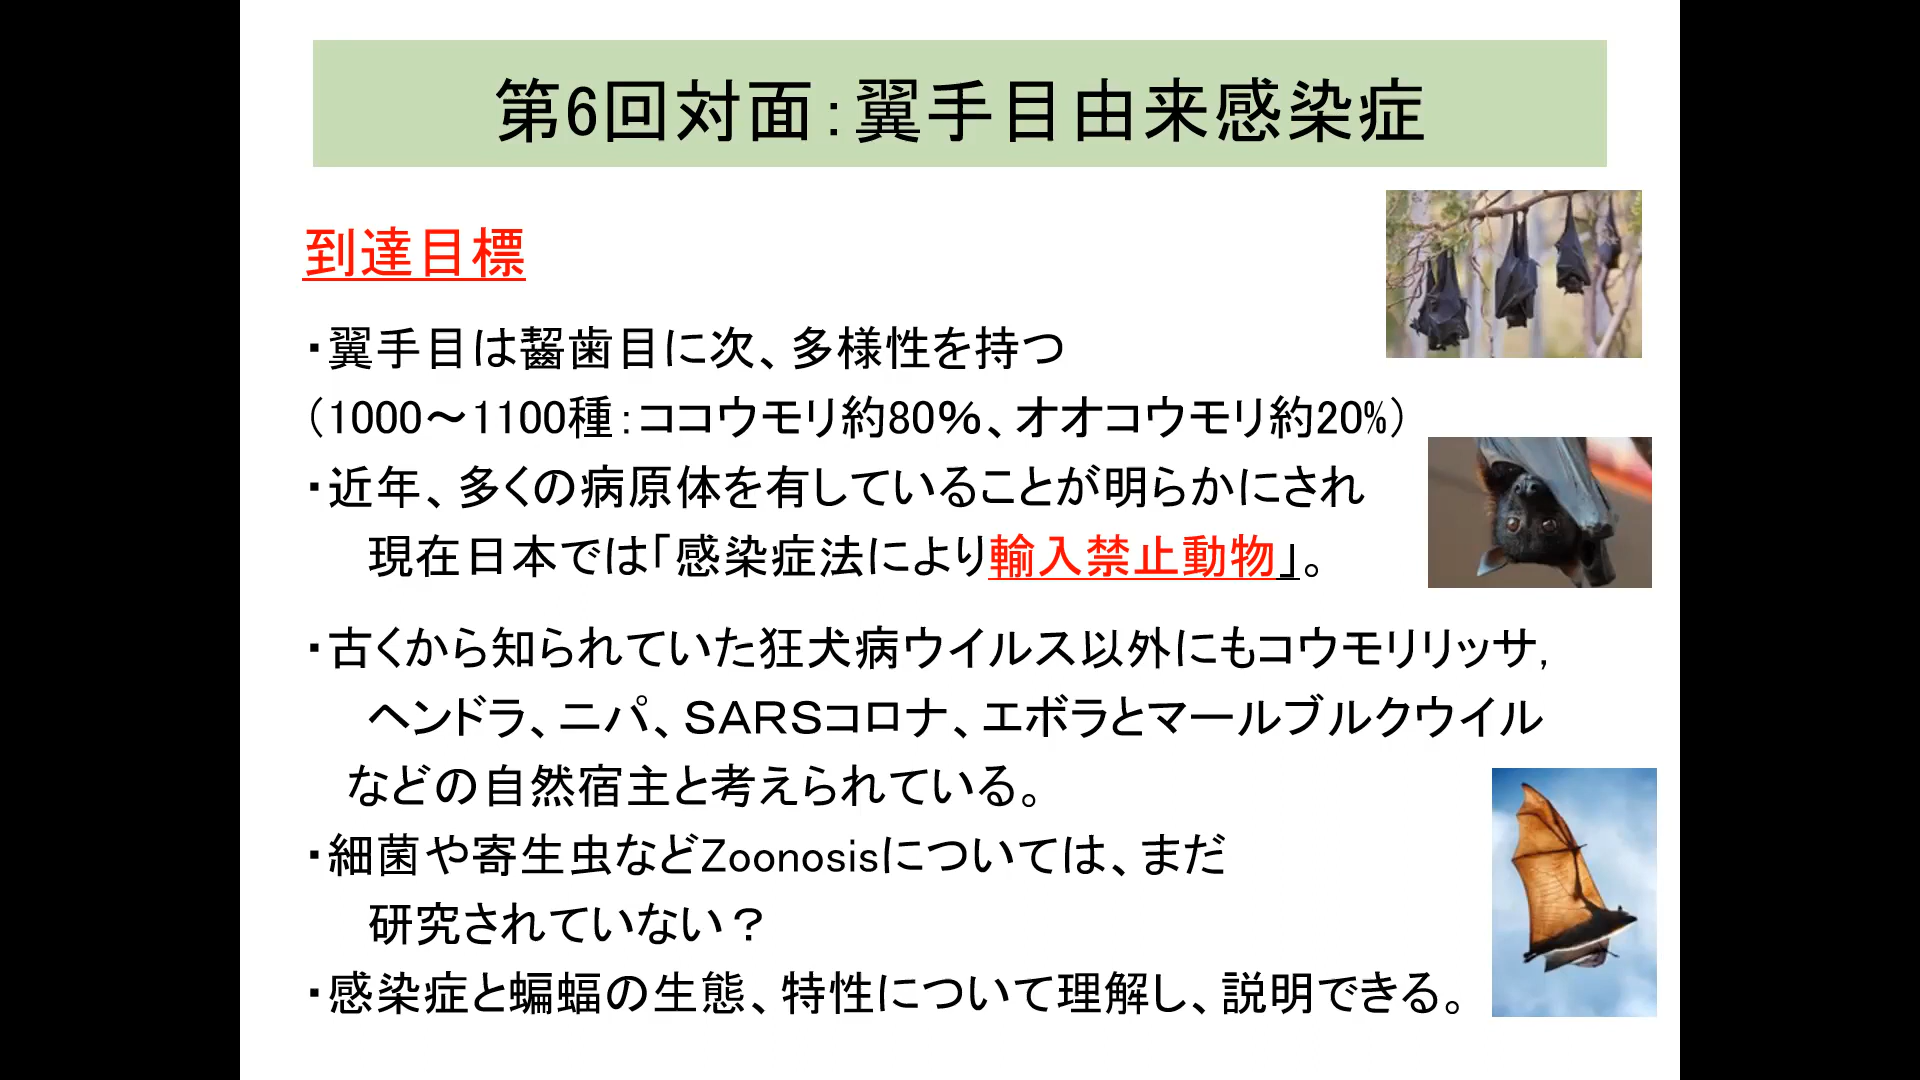 第6回対面：翼手目由来感染症
到達目標
・翼手目は齧歯目に次、多様性を持つ
（1000～1100種：ココウモリ約80％、オオコウモリ約20%）
・近年、多くの病原体を有していることが明らかにされ
現在日本では「感染症法により輸入禁止動物」。
・古くから知られていた狂犬病ウイルス以外にもコウモリリッサ,
ヘンドラ、ニパ、SARSコロナ、エボラとマールブルクウイル
などの自然宿主と考えられている。
・細菌や寄生虫などZoonosisについては、まだ
研究されていない？
・感染症と蝙蝠の生態、特性について理解し、説明できる。